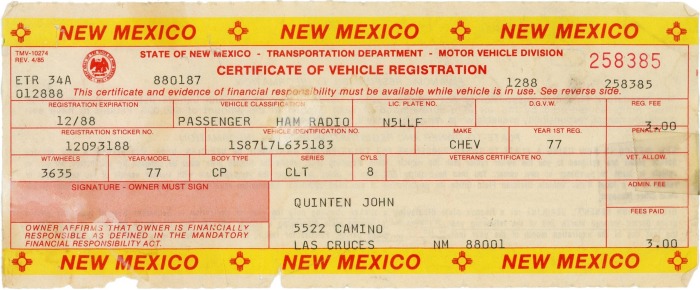 NEW MEXICO NEW MEXICO NEW MEXICO
TMV-10274
REV. 4/85
STATE OF NEW MEXICO - TRANSPORTATION DEPARTMENT - MOTOR VEHICLE DIVISION
258385
CERTIFICATE OF VEHICLE REGISTRATION
ETR 34A 880187 1288 258385
012888 This certificate and evidence of financial responsibility must be available while vehicle is in use. See reverse side.
REGISTRATION EXPIRATION VEHICLE CLASSIFICATION LIC. PLATE NO. D.G.V.W. REG. FEE
12/88 PASSENGER HAM RADIO N5LLF 3.00
REGISTRATION STICKER NO. VEHICLE IDENTIFICATION NO. MAKE YEAR 1ST REG. PENALTY
12093188 1S87L7L635183 CHEV 77
WT/WHEELS YEAR/MODEL BODY TYPE SERIES CYLS. VETERANS CERTIFICATE NO. VET. ALLOW.
3635 77 CP CLT 8
SIGNATURE - OWNER MUST SIGN ADMIN. FEE
QUINTEN JOHN
FEES PAID
OWNER AFFIRMS THAT OWNER IS FINANCIALLY
RESPONSIBLE AS DEFINED IN THE MANDATORY
FINANCIAL RESPONSIBILITY ACT.
5522 CAMINO
LAS CRUCES NM 88001 3.00
NEW MEXICO NEW MEXICO NEW MEXICO